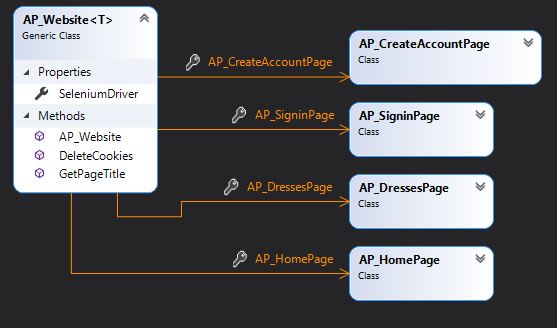 AP_Website<T>
Generic Class
Properties
SeleniumDriver
Methods
AP_Website
DeleteCookies
GetPageTitle
AP_CreateAccountPage
AP_CreateAccountPage
Class
AP_SigninPage
AP_SigninPage
Class
AP_DressesPage
AP_DressesPage
Class
AP_HomePage
AP_HomePage
Class